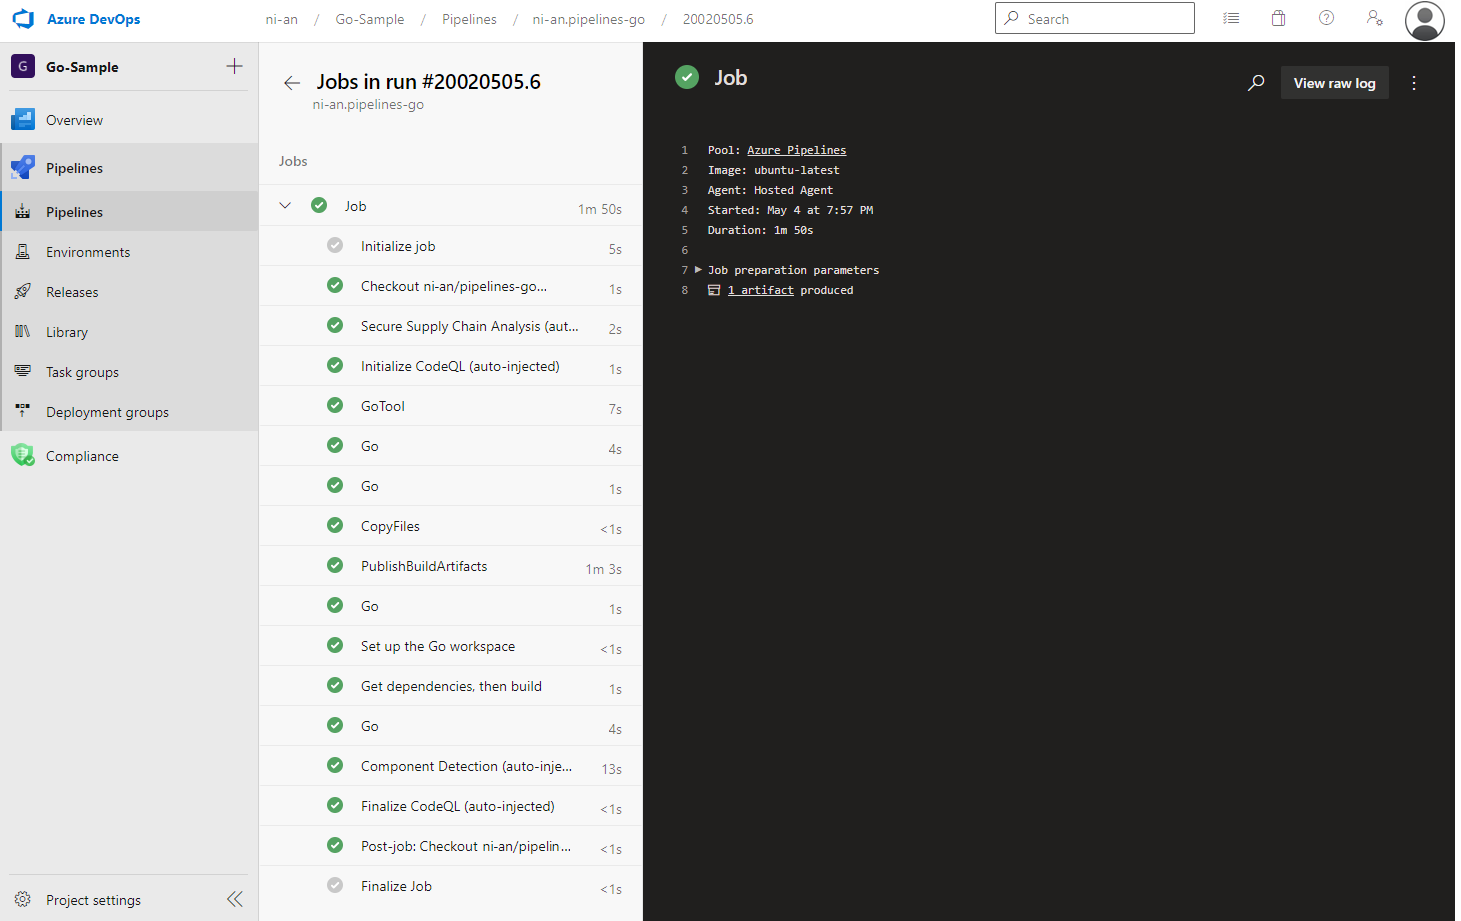 Azure DevOps
ni-an / Go-Sample / Pipelines / ni-an.pipelines-go / 20020505.6
Search
G
Go-Sample
Overview
Pipelines
Pipelines
Environments
Releases
Library
Task groups
Deployment groups
Compliance
Project settings
Jobs in run #20020505.6
ni-an.pipelines-go
Jobs
Job 1m 50s
Initialize job 5s
Checkout ni-an/pipelines-go... 1s
Secure Supply Chain Analysis (aut... 2s
Initialize CodeQL (auto-injected) 1s
GoTool 7s
Go 4s
Go 1s
CopyFiles <1s
PublishBuildArtifacts 1m 3s
Go 1s
Set up the Go workspace <1s
Get dependencies, then build 1s
Go 4s
Component Detection (auto-inje... 13s
Finalize CodeQL (auto-injected) <1s
Post-job: Checkout ni-an/pipelin... <1s
Finalize Job <1s
Job
View raw log
1 Pool: Azure Pipelines
2 Image: ubuntu-latest
3 Agent: Hosted Agent
4 Started: May 4 at 7:57 PM
5 Duration: 1m 50s
6
7 Job preparation parameters
8 1 artifact produced